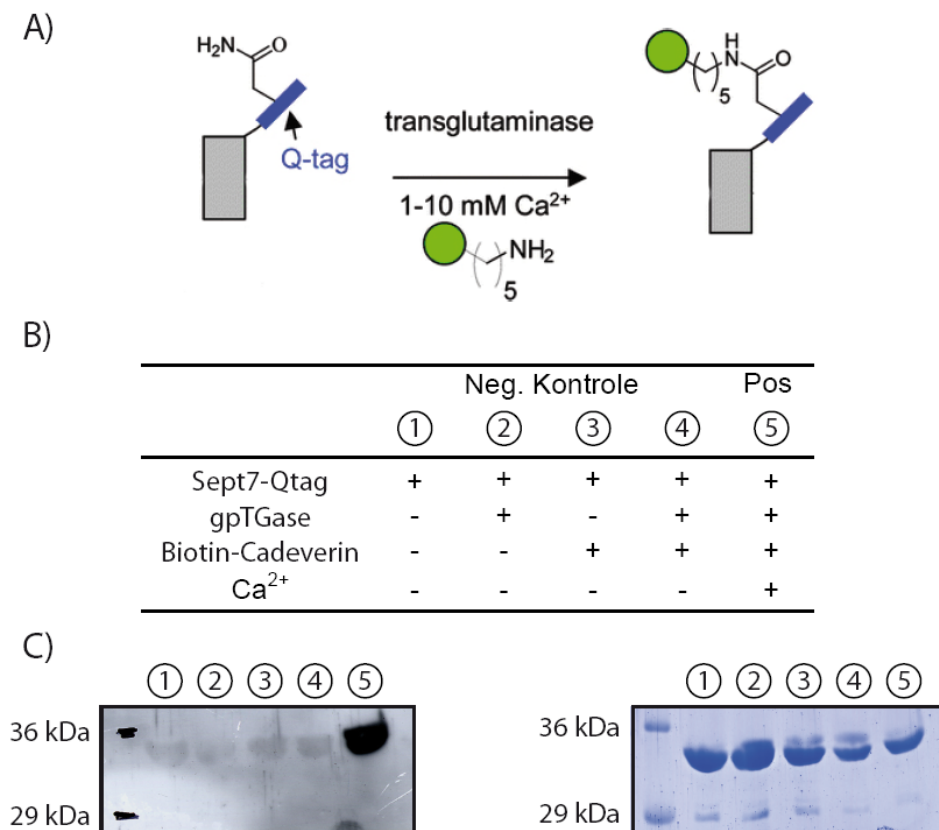 A)
H₂N O
Q-tag
transglutaminase
1-10 mM Ca²⁺
NH₂
5
H
N O
5
B)
Neg. Kontrole Pos
1 2 3 4 5
Sept7-Qtag + + + + +
gpTGase - + - + +
Biotin-Cadeverin - - + + +
Ca²⁺ - - - - +
C)
1 2 3 4 5
36 kDa
29 kDa
1 2 3 4 5
36 kDa
29 kDa